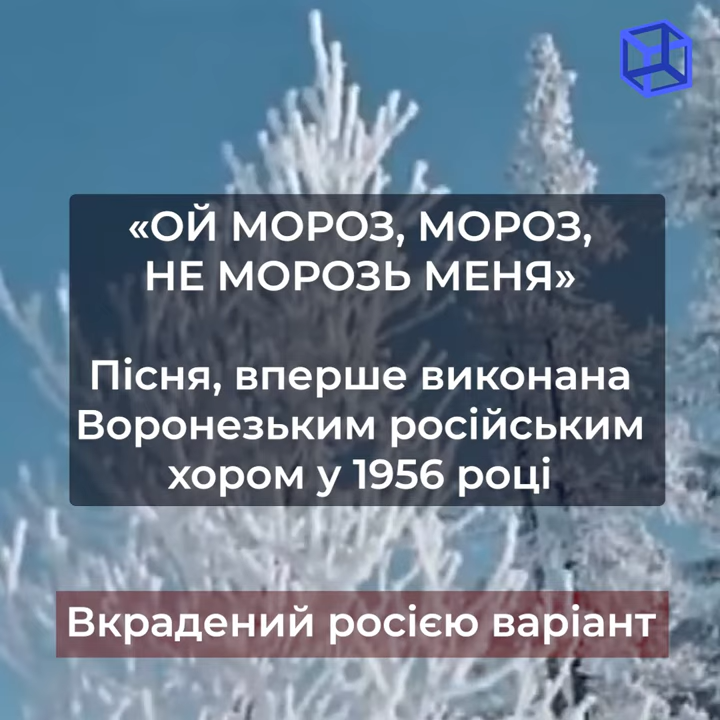 «ОЙ МОРОЗ, МОРОЗ,
НЕ МОРОЗЬ МЕНЯ»
Пісня, вперше виконана
Воронезьким російським
хором у 1956 році
Вкрадений росією варіант